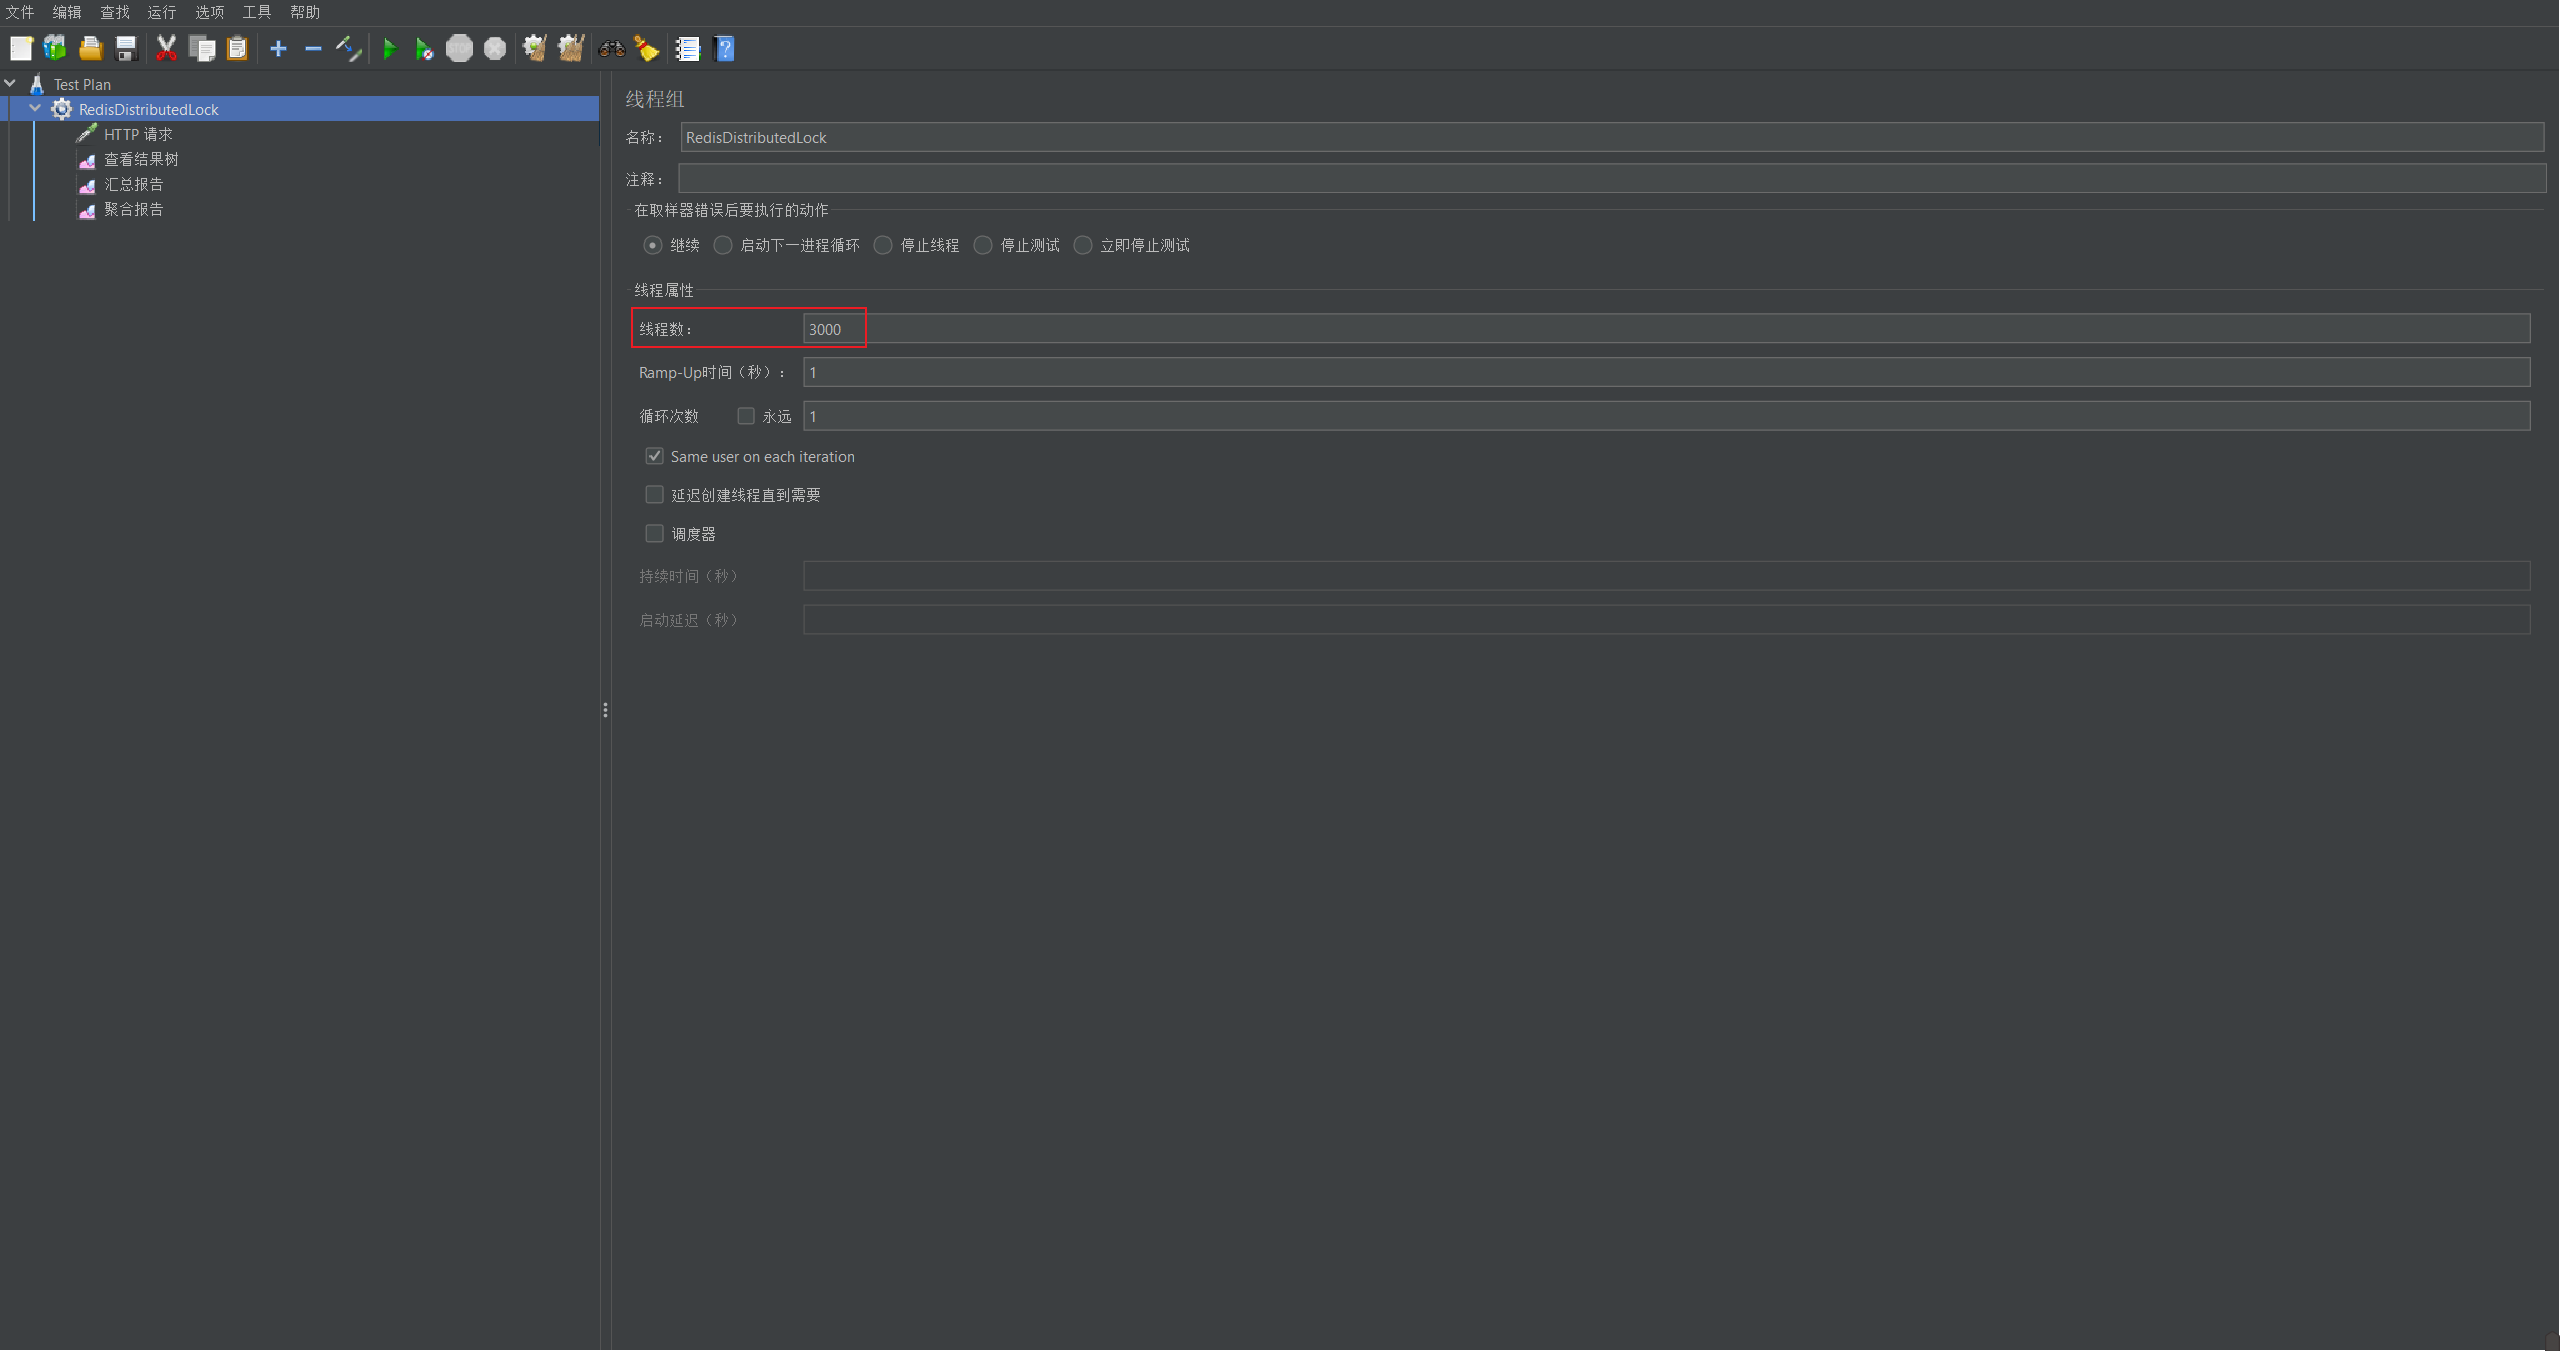 文件 编辑 查找 运行 选项 工具 帮助
STOP
Test Plan
RedisDistributedLock
HTTP 请求
查看结果树
汇总报告
聚合报告
线程组
名称： RedisDistributedLock
注释：
在取样器错误后要执行的动作
继续 启动下一进程循环 停止线程 停止测试 立即停止测试
线程属性
线程数： 3000
Ramp-Up时间（秒）： 1
循环次数 永远 1
Same user on each iteration
延迟创建线程直到需要
调度器
持续时间（秒）
启动延迟（秒）